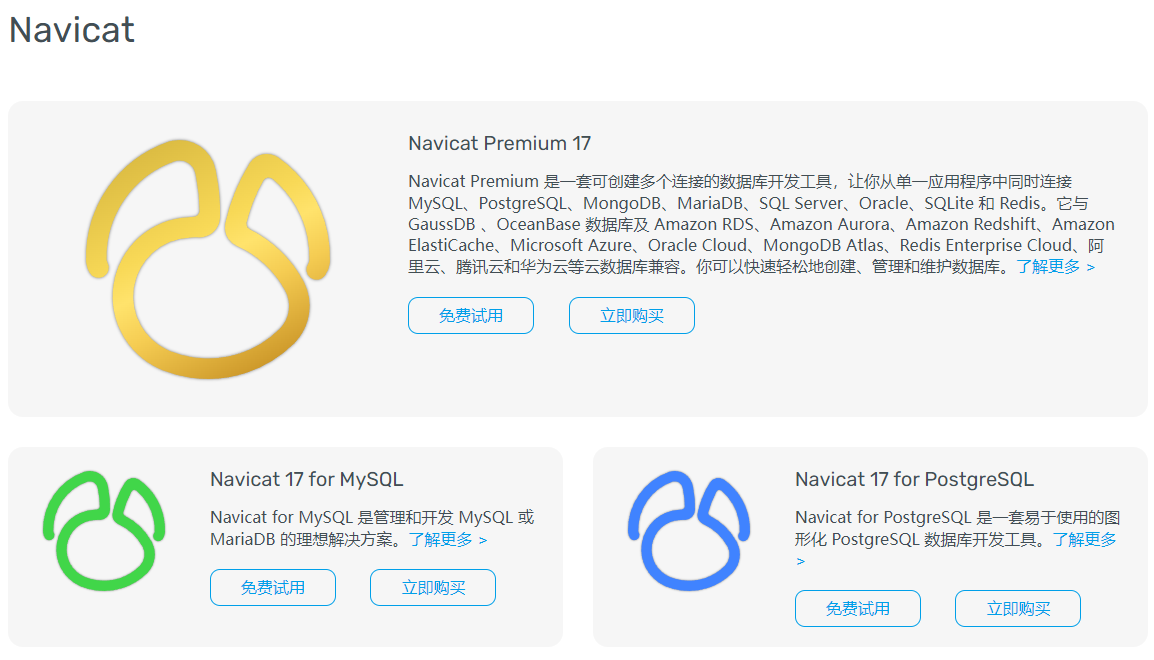 Navicat
Navicat Premium 17
Navicat Premium 是一套可创建多个连接的数据库开发工具，让你从单一应用程序中同时连接
MySQL、PostgreSQL、MongoDB、MariaDB、SQL Server、Oracle、SQLite 和 Redis。它与
GaussDB 、OceanBase 数据库及 Amazon RDS、Amazon Aurora、Amazon Redshift、Amazon
ElastiCache、Microsoft Azure、Oracle Cloud、MongoDB Atlas、Redis Enterprise Cloud、阿
里云、腾讯云和华为云等云数据库兼容。你可以快速轻松地创建、管理和维护数据库。了解更多 >
免费试用 立即购买
Navicat 17 for MySQL
Navicat for MySQL 是管理和开发 MySQL 或
MariaDB 的理想解决方案。了解更多 >
免费试用 立即购买
Navicat 17 for PostgreSQL
Navicat for PostgreSQL 是一套易于使用的图
形化 PostgreSQL 数据库开发工具。了解更多
>
免费试用 立即购买